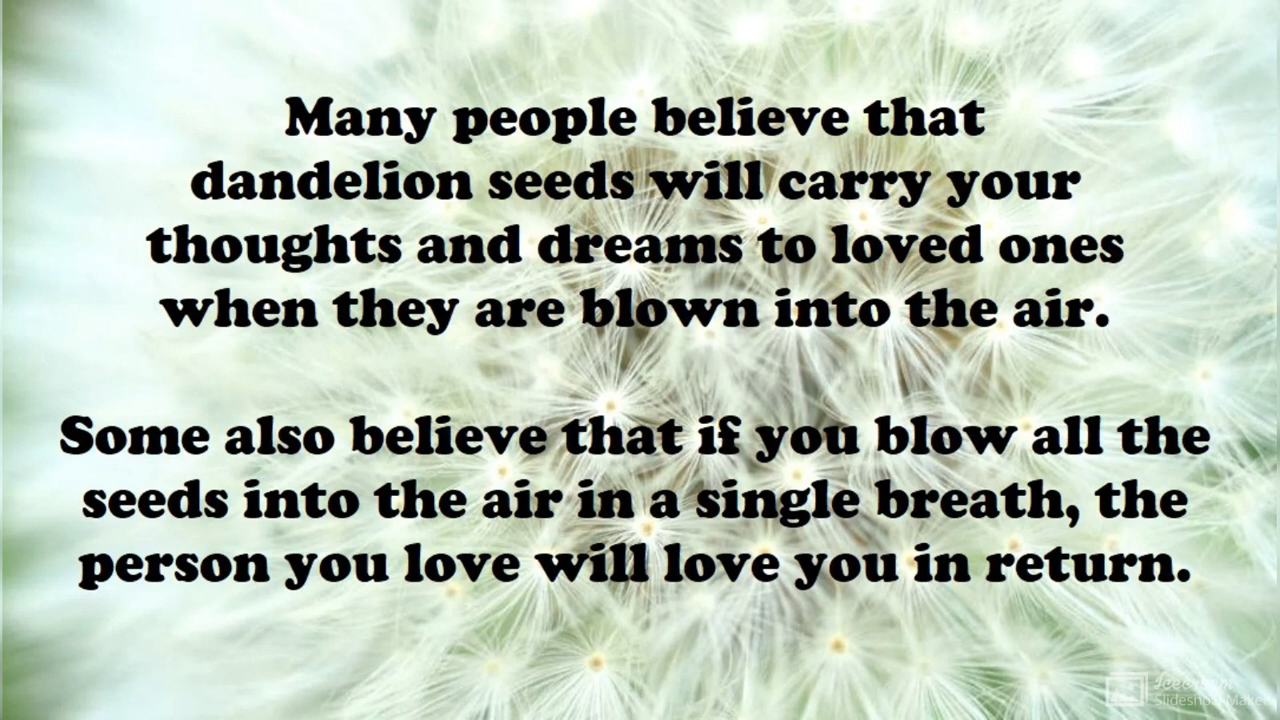 Many people believe that
dandelion seeds will carry your
thoughts and dreams to loved ones
when they are blown into the air.
Some also believe that if you blow all the
seeds into the air in a single breath, the
person you love will love you in return.
Slideshow Maker